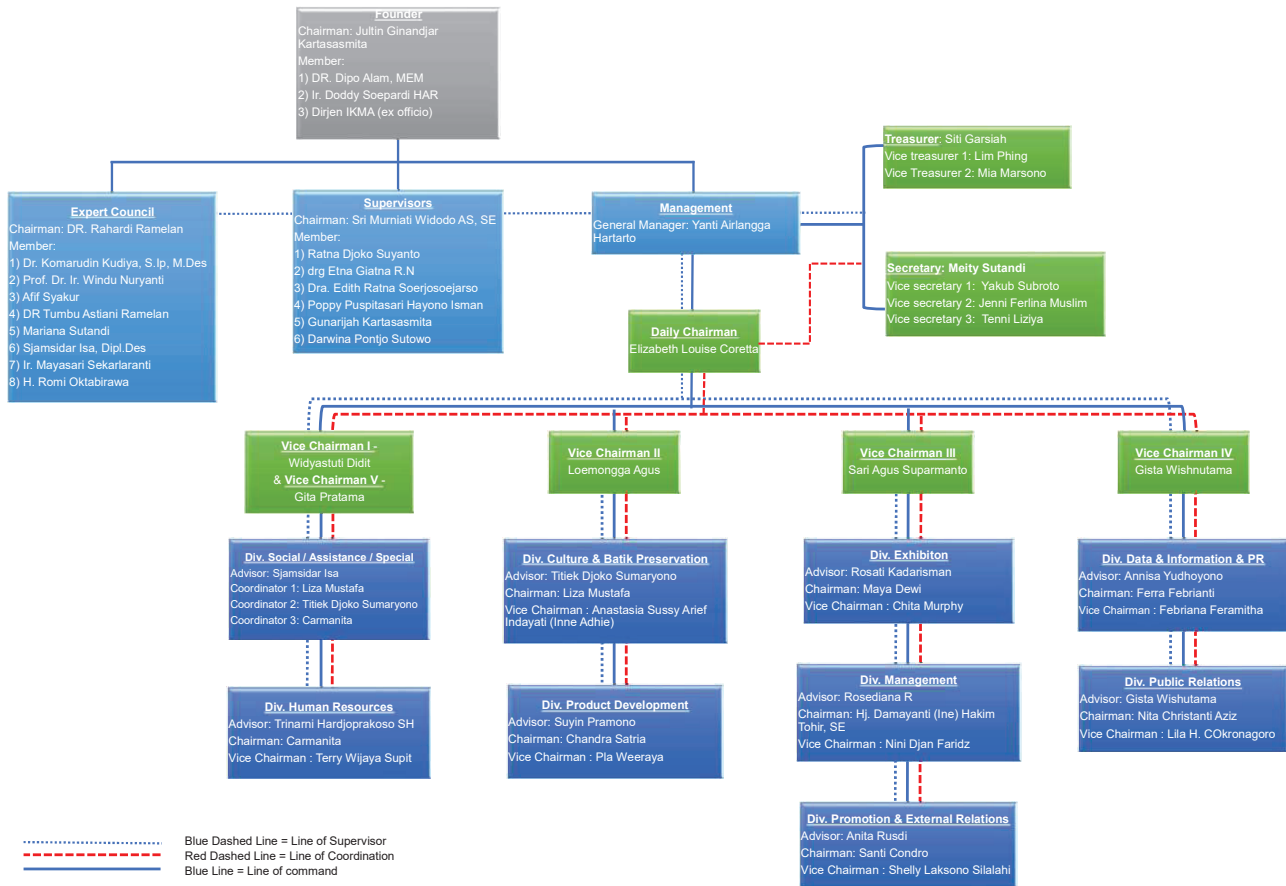 Founder
Chairman: Jultin Ginandjar
Kartasasmita
Member:
1) DR. Dipo Alam, MEM
2) Ir. Doddy Soepardi HAR
3) Dirjen IKMA (ex officio)
Treasurer: Siti Garsiah
Vice treasurer 1: Lim Phing
Vice Treasurer 2: Mia Marsono
Expert Council
Chairman: DR. Rahardi Ramelan
Member:
1) Dr. Komarudin Kudiya, S.Ip, M.Des
2) Prof. Dr. Ir. Windu Nuryanti
3) Afif Syakur
4) DR Tumbu Astiani Ramelan
5) Mariana Sutandi
6) Sjamsidar Isa, Dipl.Des
7) Ir. Mayasari Sekarlaranti
8) H. Romi Oktabirawa
Supervisors
Chairman: Sri Murniati Widodo AS, SE
Member:
1) Ratna Djoko Suyanto
2) drg Etna Giatna R.N
3) Dra. Edith Ratna Soerjosoejarso
4) Poppy Puspitasari Hayono Isman
5) Gunarijah Kartasasmita
6) Darwina Pontjo Sutowo
Management
General Manager: Yanti Airlangga
Hartarto
Secretary: Meity Sutandi
Vice secretary 1: Yakub Subroto
Vice secretary 2: Jenni Ferlina Muslim
Vice secretary 3: Tenni Liziya
Daily Chairman
Elizabeth Louise Coretta
Vice Chairman I -
Widyastuti Didit
& Vice Chairman V -
Gita Pratama
Vice Chairman II
Loemongga Agus
Vice Chairman III
Sari Agus Suparmanto
Vice Chairman IV
Gista Wishnutama
Div. Social / Assistance / Special
Advisor: Sjamsidar Isa
Coordinator 1: Liza Mustafa
Coordinator 2: Titiek Djoko Sumaryono
Coordinator 3: Carmanita
Div. Culture & Batik Preservation
Advisor: Titiek Djoko Sumaryono
Chairman: Liza Mustafa
Vice Chairman : Anastasia Sussy Arief
Indayati (Inne Adhie)
Div. Exhibiton
Advisor: Rosati Kadarisman
Chairman: Maya Dewi
Vice Chairman : Chita Murphy
Div. Data & Information & PR
Advisor: Annisa Yudhoyono
Chairman: Ferra Febrianti
Vice Chairman : Febriana Feramitha
Div. Human Resources
Advisor: Trinarni Hardjoprakoso SH
Chairman: Carmanita
Vice Chairman : Terry Wijaya Supit
Div. Product Development
Advisor: Suyin Pramono
Chairman: Chandra Satria
Vice Chairman : Pla Weeraya
Div. Management
Advisor: Rosediana R
Chairman: Hj. Damayanti (Ine) Hakim
Tohir, SE
Vice Chairman : Nini Djan Faridz
Div. Public Relations
Advisor: Gista Wishutama
Chairman: Nita Christanti Aziz
Vice Chairman : Lila H. COkronagoro
Div. Promotion & External Relations
Advisor: Anita Rusdi
Chairman: Santi Condro
Vice Chairman : Shelly Laksono Silalahi
Blue Dashed Line = Line of Supervisor
Red Dashed Line = Line of Coordination
Blue Line = Line of command